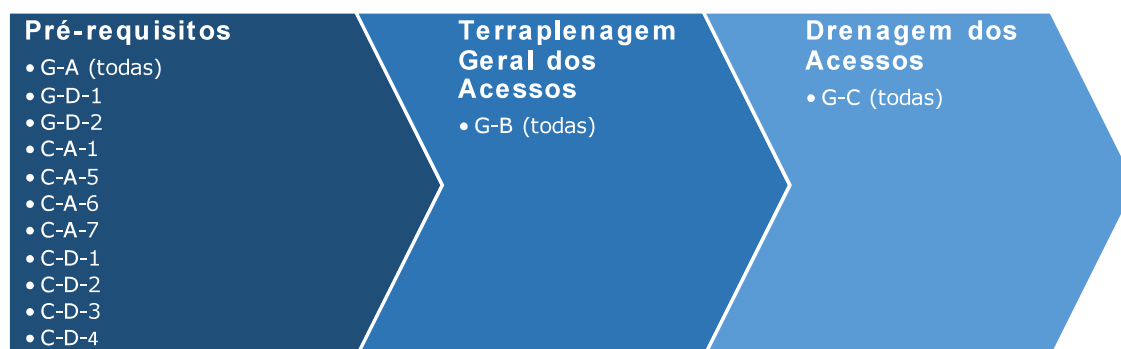 Pré-requisitos
• G-A (todas)
• G-D-1
• G-D-2
• C-A-1
• C-A-5
• C-A-6
• C-A-7
• C-D-1
• C-D-2
• C-D-3
• C-D-4
Terraplenagem
Geral dos
Acessos
• G-B (todas)
Drenagem dos
Acessos
• G-C (todas)